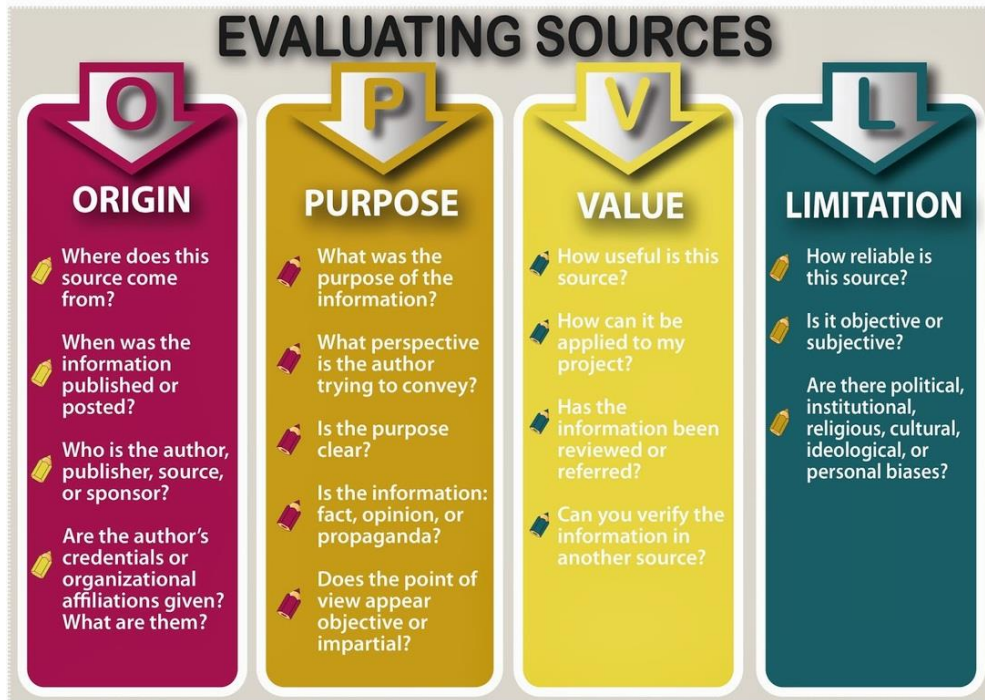 EVALUATING SOURCES
O
ORIGIN
Where does this
source come
from?
When was the
information
published or
posted?
Who is the author,
publisher, source,
or sponsor?
Are the author's
credentials or
organizational
affiliations given?
What are them?
P
PURPOSE
What was the
purpose of the
information?
What perspective
is the author
trying to convey?
Is the purpose
clear?
Is the information:
fact, opinion, or
propaganda?
Does the point of
view appear
objective or
impartial?
V
VALUE
How useful is this
source?
How can it be
applied to my
project?
Has the
information been
reviewed or
referred?
Can you verify the
information in
another source?
L
LIMITATION
How reliable is
this source?
Is it objective or
subjective?
Are there political,
institutional,
religious, cultural,
ideological, or
personal biases?